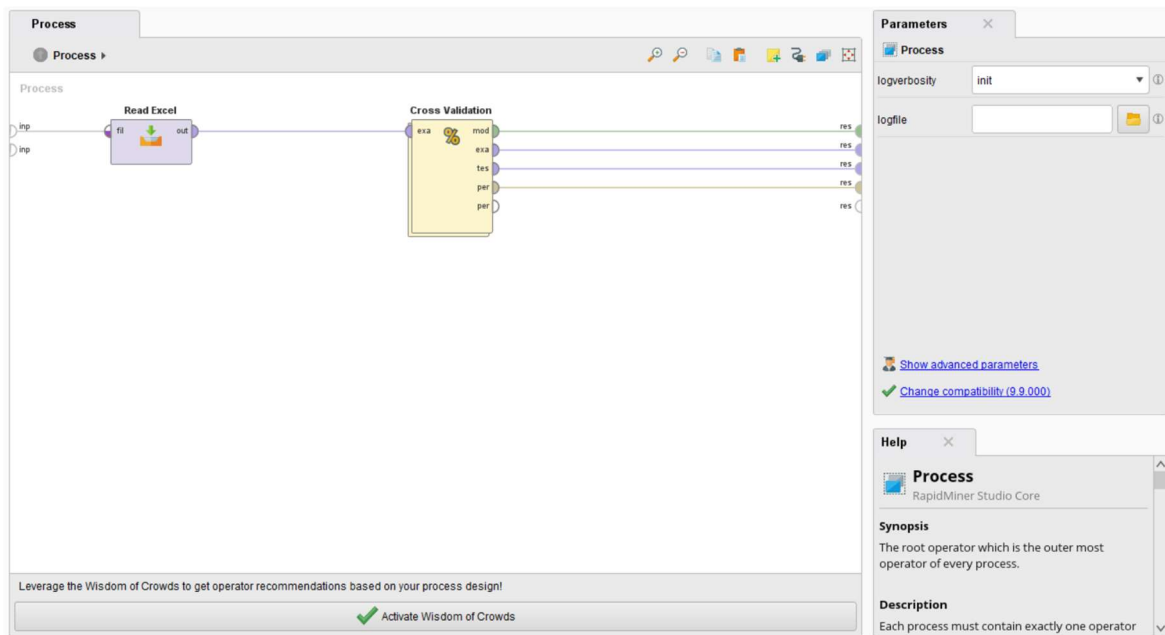 Process
Process
Process
inp
inp
Read Excel
fil
out
Cross Validation
exa
mod
exa
tes
per
per
res
res
res
res
res
Leverage the Wisdom of Crowds to get operator recommendations based on your process design!
Activate Wisdom of Crowds
Parameters
Process
logverbosity
init
logfile
Show advanced parameters
Change compatibility (9.9.000)
Help
Process
RapidMiner Studio Core
Synopsis
The root operator which is the outer most
operator of every process.
Description
Each process must contain exactly one operator